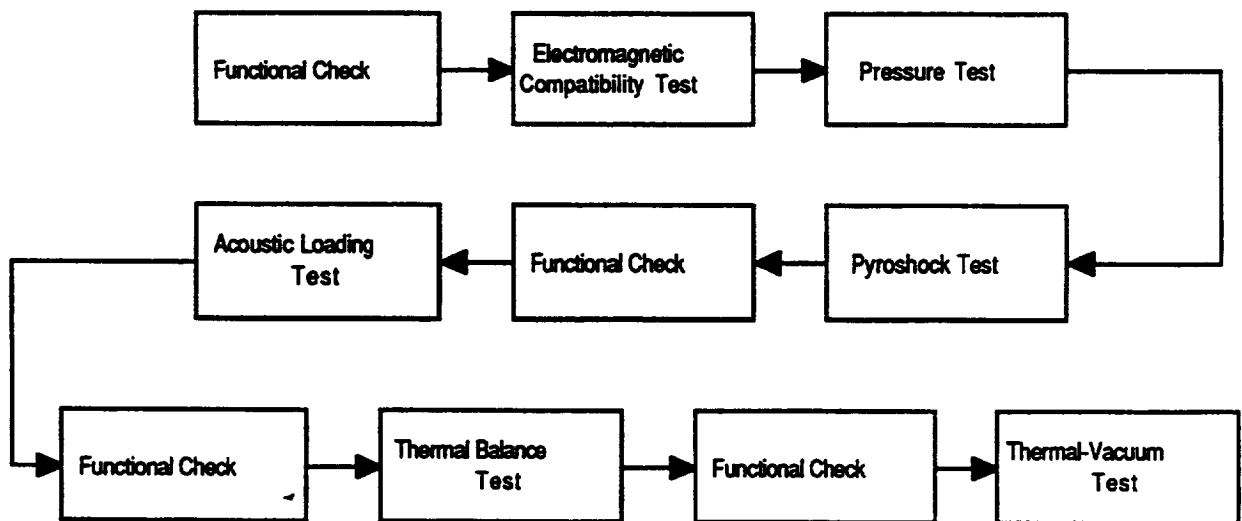 Functional Check
Electromagnetic
Compatibility Test
Pressure Test
Acoustic Loading
Test
Functional Check
Pyroshock Test
Functional Check
Thermal Balance
Test
Functional Check
Thermal-Vacuum
Test